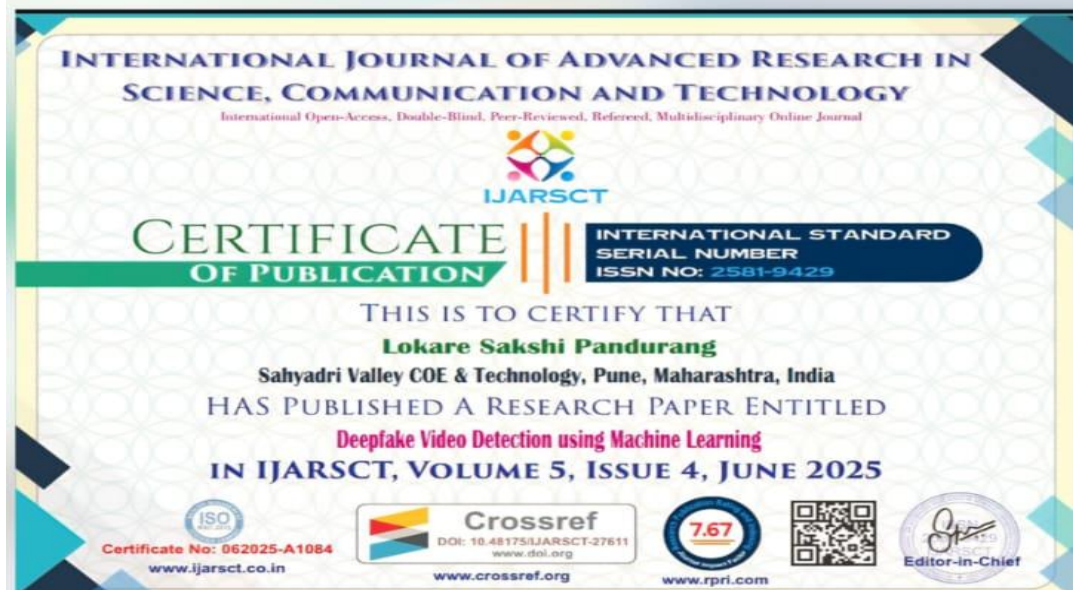 INTERNATIONAL JOURNAL OF ADVANCED RESEARCH IN
SCIENCE, COMMUNICATION AND TECHNOLOGY
International Open-Access, Double-Blind, Peer-Reviewed, Refereed, Multidisciplinary Online Journal
IJARSCT
CERTIFICATE
OF PUBLICATION
INTERNATIONAL STANDARD
SERIAL NUMBER
ISSN NO: 2581-9429
THIS IS TO CERTIFY THAT
Lokare Sakshi Pandurang
Sahyadri Valley COE & Technology, Pune, Maharashtra, India
HAS PUBLISHED A RESEARCH PAPER ENTITLED
Deepfake Video Detection using Machine Learning
IN IJARSCT, VOLUME 5, ISSUE 4, JUNE 2025
ISO
Certificate No: 062025-A1084
www.ijarsct.co.in
Crossref
DOI: 10.48175/IJARSCT-27611
www.doi.org
www.crossref.org
7.67
www.rpri.com
Editor-in-Chief